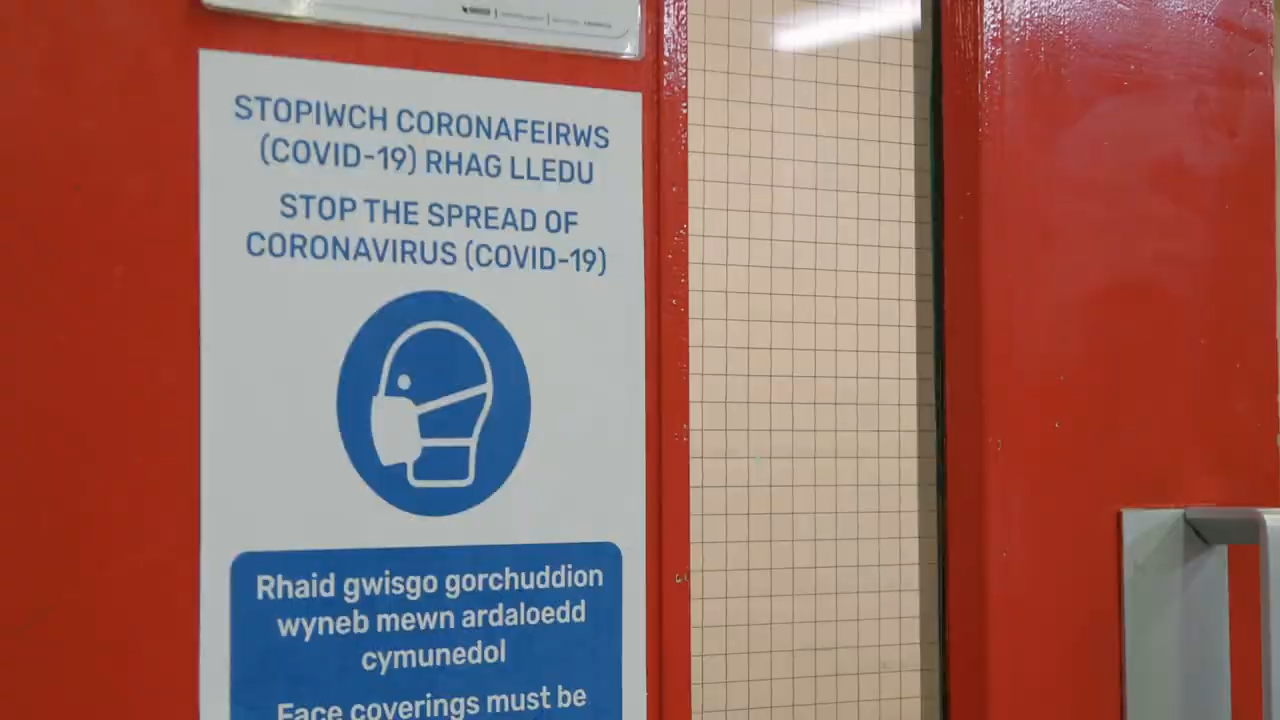 STOPIWCH CORONAFEIRWS
(COVID-19) RHAG LLEDU
STOP THE SPREAD OF
CORONAVIRUS (COVID-19)
Rhaid gwisgo gorchuddion
wyneb mewn ardaloedd
cymunedol
Face coverings must be